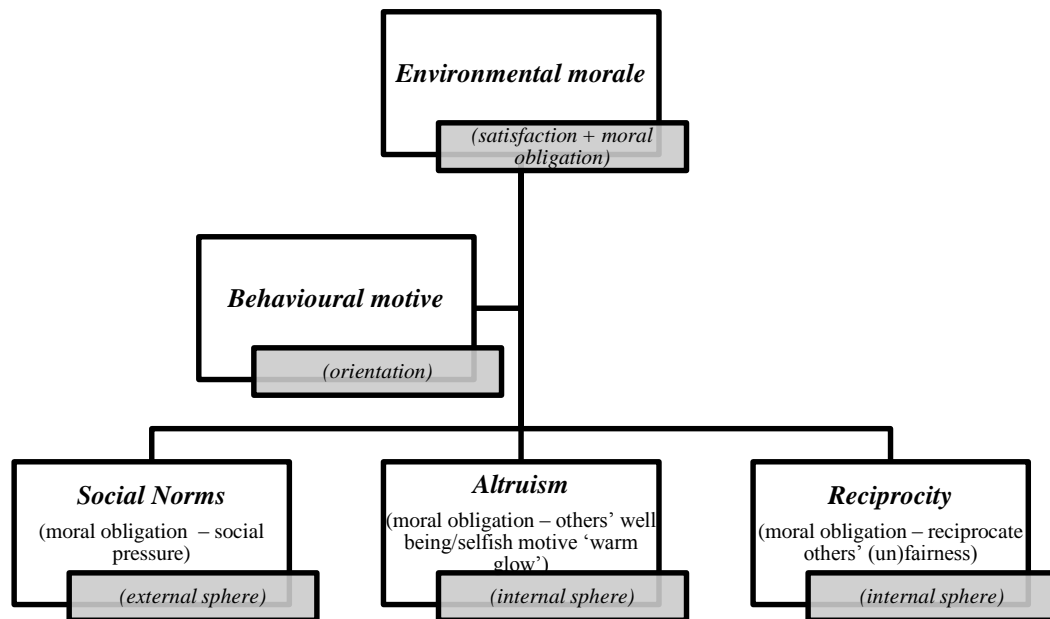 Environmental morale
(satisfaction + moral
obligation)
Behavioural motive
(orientation)
Social Norms
(moral obligation – social
pressure)
(external sphere)
Altruism
(moral obligation – others’ well
being/selfish motive ‘warm
glow’)
(internal sphere)
Reciprocity
(moral obligation – reciprocate
others’ (un)fairness)
(internal sphere)